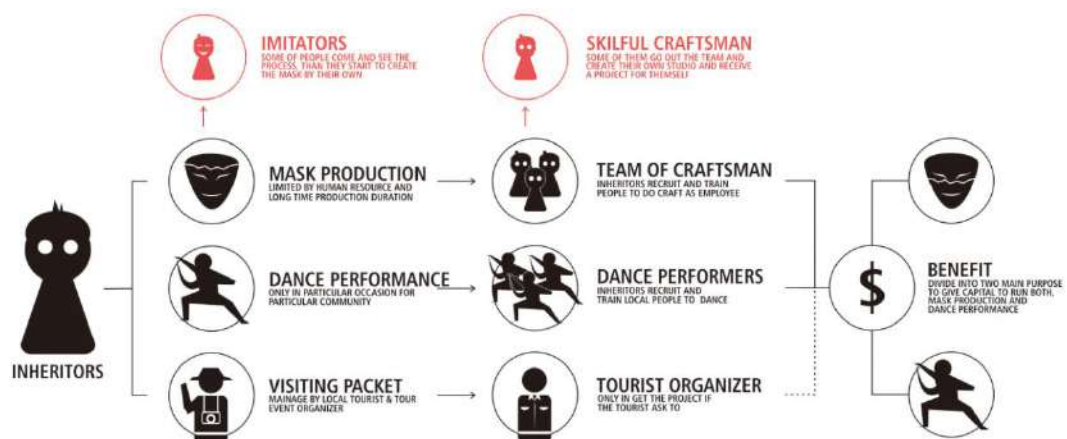 IMITATORS
SOME OF PEOPLE COME AND SEE THE
PROCESS, THAN THEY START TO CREATE
THE MASK BY THEIR OWN
SKILFUL CRAFTSMAN
SOME OF THEM GO OUT THE TEAM AND
CREATE THEIR OWN STUDIO AND RECEIVE
A PROJECT FOR THEMSELF
MASK PRODUCTION
LIMITED BY HUMAN RESOURCE AND
LONG TIME PRODUCTION DURATION
TEAM OF CRAFTSMAN
INHERITORS RECRUIT AND TRAIN
PEOPLE TO DO CRAFT AS EMPLOYEE
INHERITORS
DANCE PERFORMANCE
ONLY IN PARTICULAR OCCASION FOR
PARTICULAR COMMUNITY
DANCE PERFORMERS
INHERITORS RECRUIT AND
TRAIN LOCAL PEOPLE TO DANCE
$
BENEFIT
DIVIDE INTO TWO MAIN PURPOSE
TO GIVE CAPITAL TO RUN BOTH,
MASK PRODUCTION AND
DANCE PERFORMANCE
VISITING PACKET
MAINAGE BY LOCAL TOURIST & TOUR
EVENT ORGANIZER
TOURIST ORGANIZER
ONLY IN GET THE PROJECT IF
THE TOURIST ASK TO